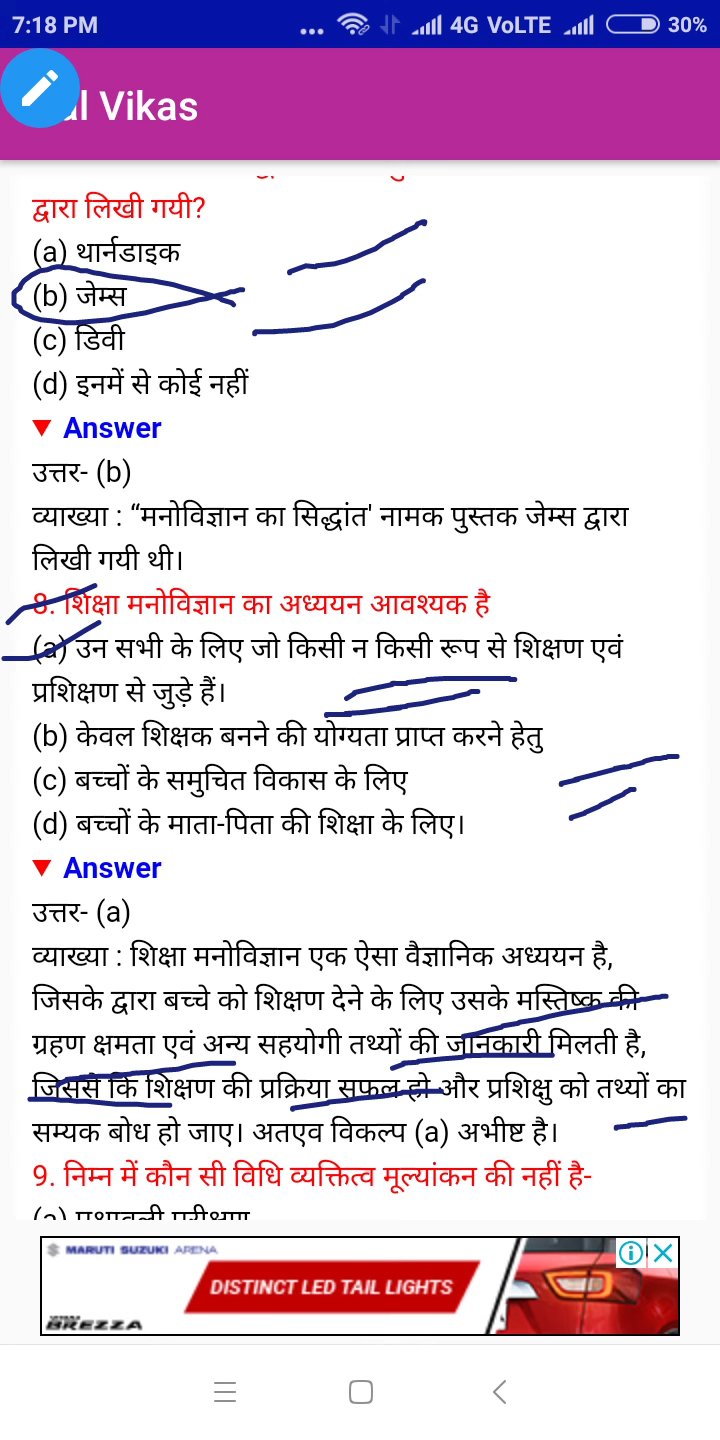 7:18 PM
... 4G VoLTE 30%
l Vikas
द्वारा लिखी गयी?
(a) थार्नडाइक
(b) जेम्स
(c) डिवी
(d) इनमें से कोई नहीं
▼ Answer
उत्तर- (b)
व्याख्या : “मनोविज्ञान का सिद्धांत' नामक पुस्तक जेम्स द्वारा
लिखी गयी थी।
8. शिक्षा मनोविज्ञान का अध्ययन आवश्यक है
(a) उन सभी के लिए जो किसी न किसी रूप से शिक्षण एवं
प्रशिक्षण से जुड़े हैं।
(b) केवल शिक्षक बनने की योग्यता प्राप्त करने हेतु
(c) बच्चों के समुचित विकास के लिए
(d) बच्चों के माता-पिता की शिक्षा के लिए।
▼ Answer
उत्तर- (a)
व्याख्या : शिक्षा मनोविज्ञान एक ऐसा वैज्ञानिक अध्ययन है,
जिसके द्वारा बच्चे को शिक्षण देने के लिए उसके मस्तिष्क की
ग्रहण क्षमता एवं अन्य सहयोगी तथ्यों की जानकारी मिलती है,
जिससे कि शिक्षण की प्रक्रिया सफल हो और प्रशिक्षु को तथ्यों का
सम्यक बोध हो जाए। अतएव विकल्प (a) अभीष्ट है।
9. निम्न में कौन सी विधि व्यक्तित्व मूल्यांकन की नहीं है-
MARUTI SUZUKI ARENA
DISTINCT LED TAIL LIGHTS
BREZZA